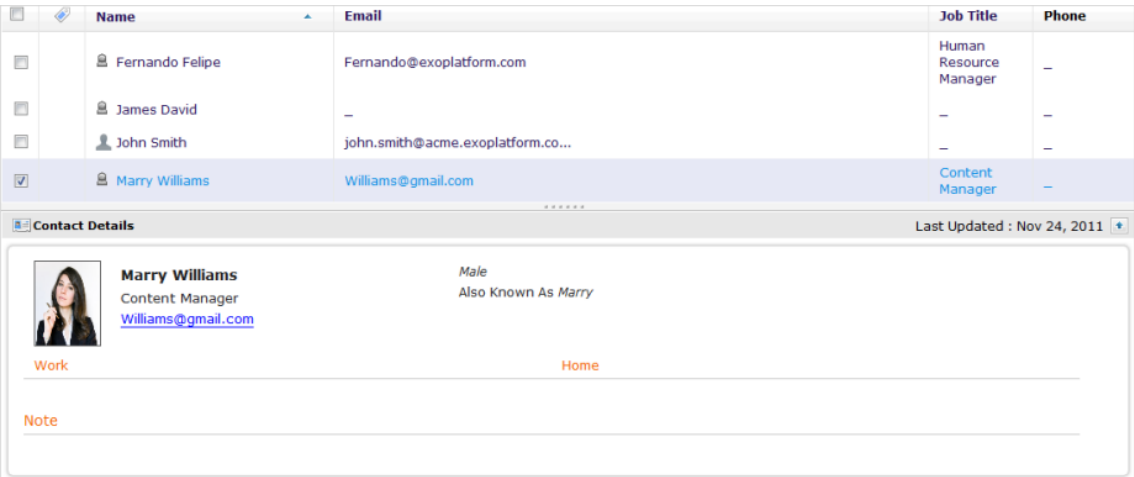 Name Email Job Title Phone
Fernando Felipe Fernando@exoplatform.com Human Resource Manager _
James David _ _ _
John Smith john.smith@acme.exoplatform.co... _ _
Marry Williams Williams@gmail.com Content Manager _
Contact Details Last Updated : Nov 24, 2011
Marry Williams Male
Content Manager Also Known As Marry
Williams@gmail.com
Work Home
Note